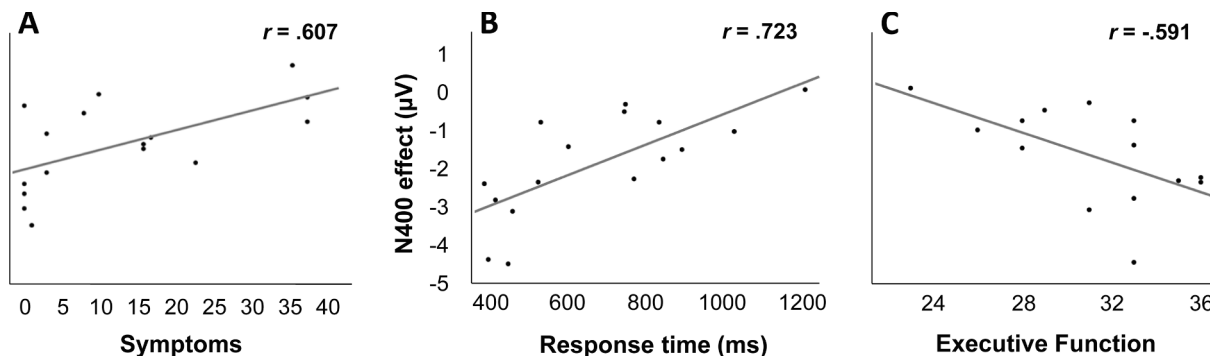 A
r = .607
0 5 10 15 20 25 30 35 40
Symptoms
B
r = .723
N400 effect (µV)
1
0
-1
-2
-3
-4
-5
400 600 800 1000 1200
Response time (ms)
C
r = -.591
24 28 32 36
Executive Function